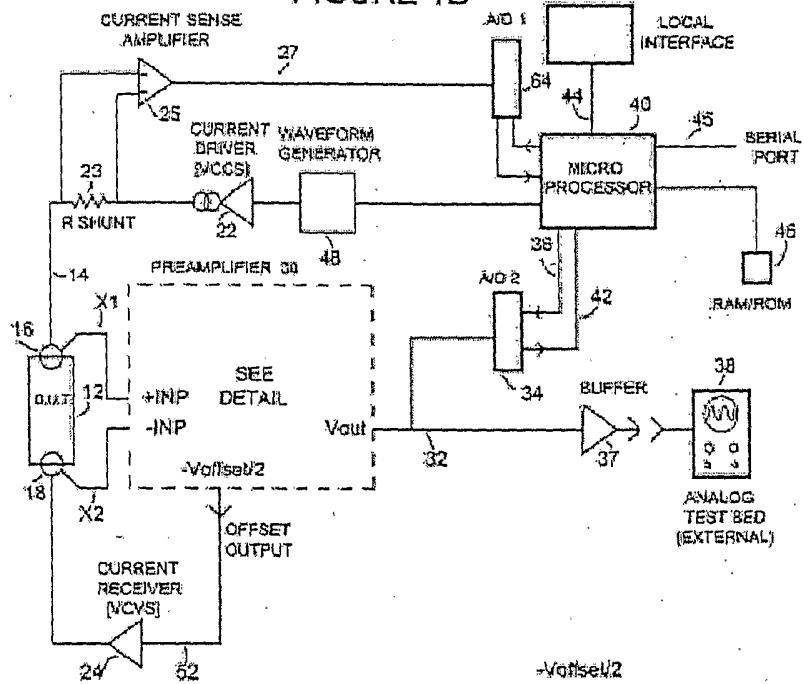 FIGURE 1B
CURRENT SENSE
AMPLIFIER
27
A/D 1
LOCAL
INTERFACE
25
64
44
40
45
CURRENT
DRIVER
[VCCS]
WAVEFORM
GENERATOR
MICRO
PROCESSOR
SERIAL
PORT
23
R SHUNT
22
48
36
46
14
PREAMPLIFIER 30
A/D 2
42
RAM/ROM
X1
16
SEE
DETAIL
34
BUFFER
38
D.U.T.
12
+INP
-INP
Vout
32
37
18
X2
-Voffset/2
OFFSET
OUTPUT
ANALOG
TEST BED
(EXTERNAL)
CURRENT
RECEIVER
[VCVS]
24
52
-Voffset/2